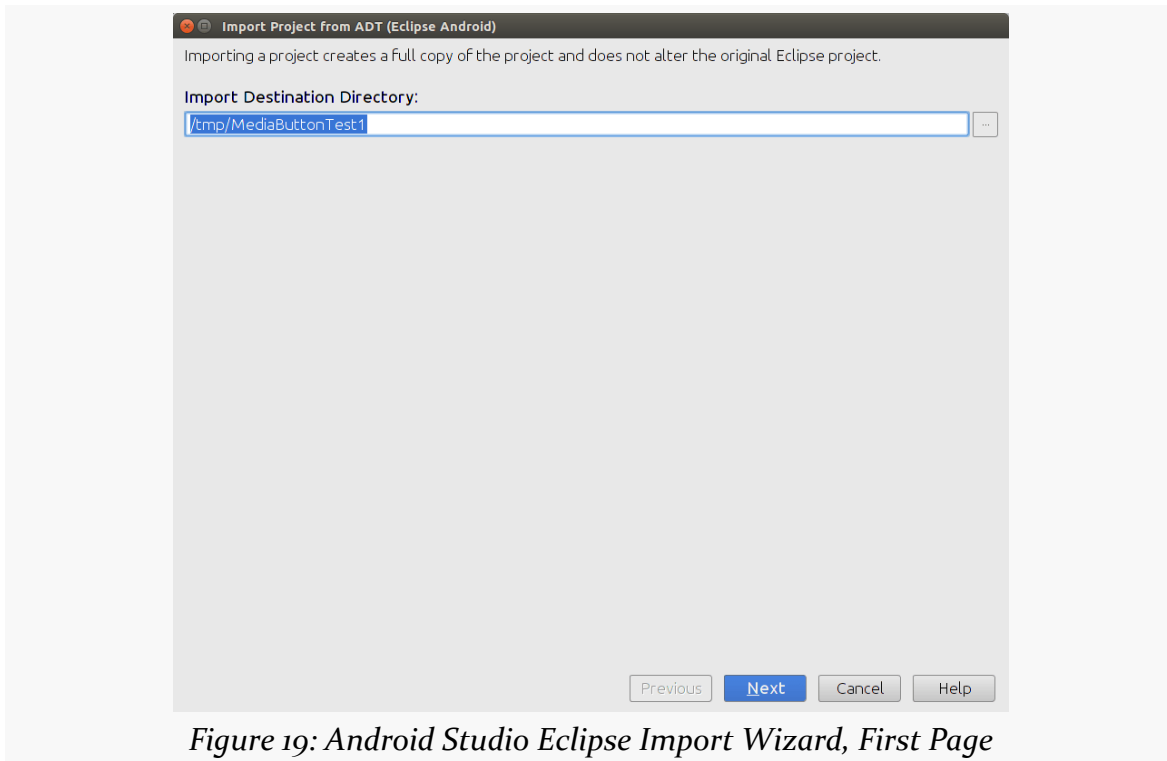 Import Project from ADT (Eclipse Android)
Importing a project creates a full copy of the project and does not alter the original Eclipse project.
Import Destination Directory:
/tmp/MediaButtonTest1
...
Previous Next Cancel Help
Figure 19: Android Studio Eclipse Import Wizard, First Page